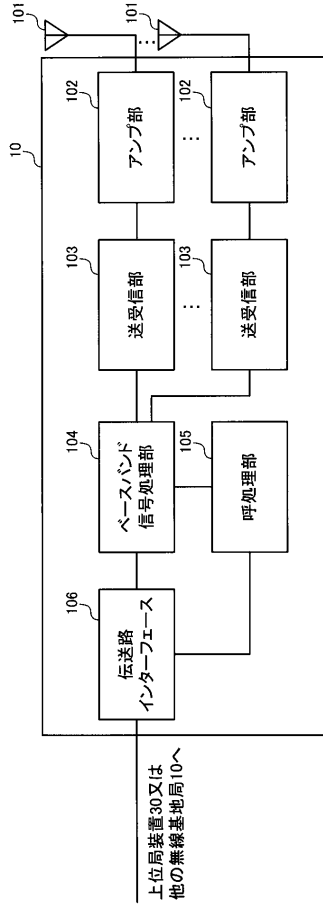 10
101
101
102
アンプ部
102
アンプ部
⋮
103
送受信部
103
送受信部
⋮
104
ベースバンド
信号処理部
105
呼処理部
106
伝送路
インターフェース
上位局装置30又は
他の無線基地局10へ